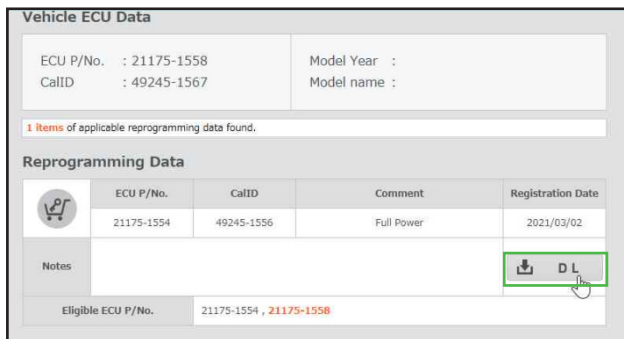 Vehicle ECU Data
ECU P/No. : 21175-1558
Model Year :
CalID : 49245-1567
Model name :
1 items of applicable reprogramming data found.
Reprogramming Data
ECU P/No. CalID Comment Registration Date
21175-1554 49245-1556 Full Power 2021/03/02
Notes
D L
Eligible ECU P/No. 21175-1554 , 21175-1558